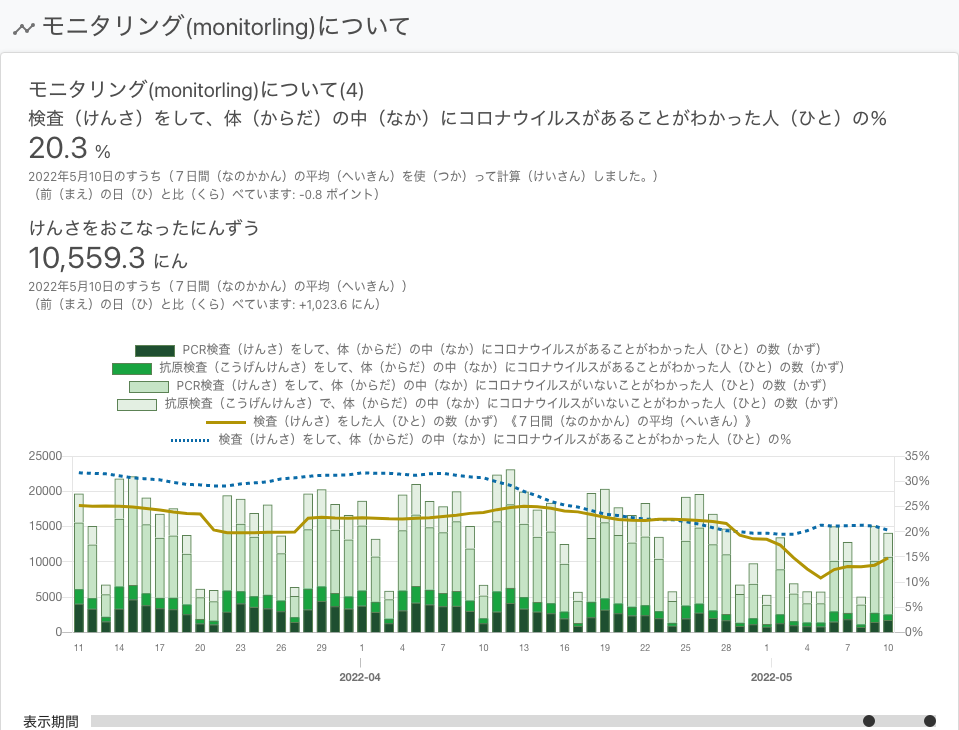 モニタリング(monitorling)について
モニタリング(monitorling)について(4)
検査（けんさ）をして、体（からだ）の中（なか）にコロナウイルスがあることがわかった人（ひと）の%
20.3 %
2022年5月10日のすうち（７日間（なのかかん）の平均（へいきん）を使（つか）って計算（けいさん）しました。）
（前（まえ）の日（ひ）と比（くら）べています: -0.8 ポイント）
けんさをおこなったにんずう
10,559.3 にん
2022年5月10日のすうち（７日間（なのかかん）の平均（へいきん））
（前（まえ）の日（ひ）と比（くら）べています: +1,023.6 にん）
PCR検査（けんさ）をして、体（からだ）の中（なか）にコロナウイルスがあることがわかった人（ひと）の数（かず）
抗原検査（こうげんけんさ）をして、体（からだ）の中（なか）にコロナウイルスがあることがわかった人（ひと）の数（かず）
PCR検査（けんさ）をして、体（からだ）の中（なか）にコロナウイルスがいないことがわかった人（ひと）の数（かず）
抗原検査（こうげんけんさ）で、体（からだ）の中（なか）にコロナウイルスがいないことがわかった人（ひと）の数（かず）
検査（けんさ）をした人（ひと）の数（かず）《７日間（なのかかん）の平均（へいきん）》
検査（けんさ）をして、体（からだ）の中（なか）にコロナウイルスがあることがわかった人（ひと）の%
25000 35%
20000 30%
25%
15000 20%
10000 15%
10%
5000 5%
0 0%
11 14 17 20 23 26 29 1 4 7 10 13 16 19 22 25 28 1 4 7 10
2022-04 2022-05
表示期間